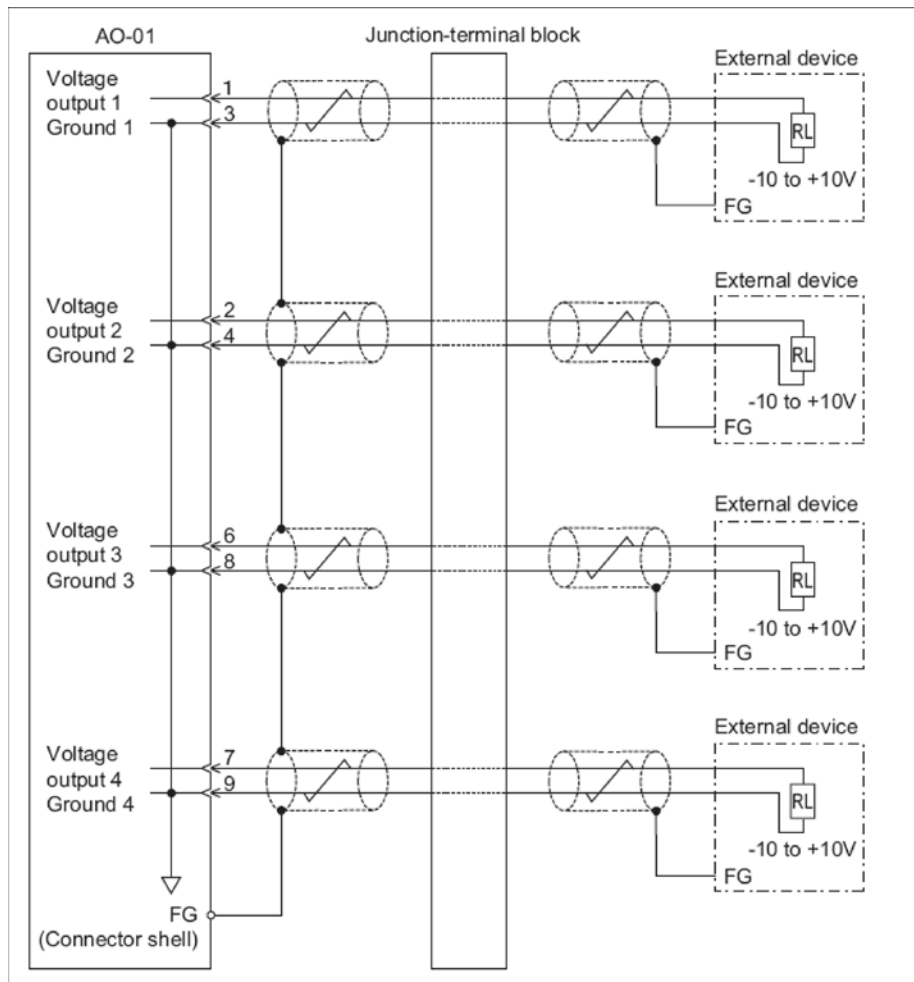 AO-01
Junction-terminal block
External device
Voltage
output 1
Ground 1
1
3
RL
-10 to +10V
FG
External device
Voltage
output 2
Ground 2
2
4
RL
-10 to +10V
FG
External device
Voltage
output 3
Ground 3
6
8
RL
-10 to +10V
FG
External device
Voltage
output 4
Ground 4
7
9
RL
-10 to +10V
FG
FG
(Connector shell)